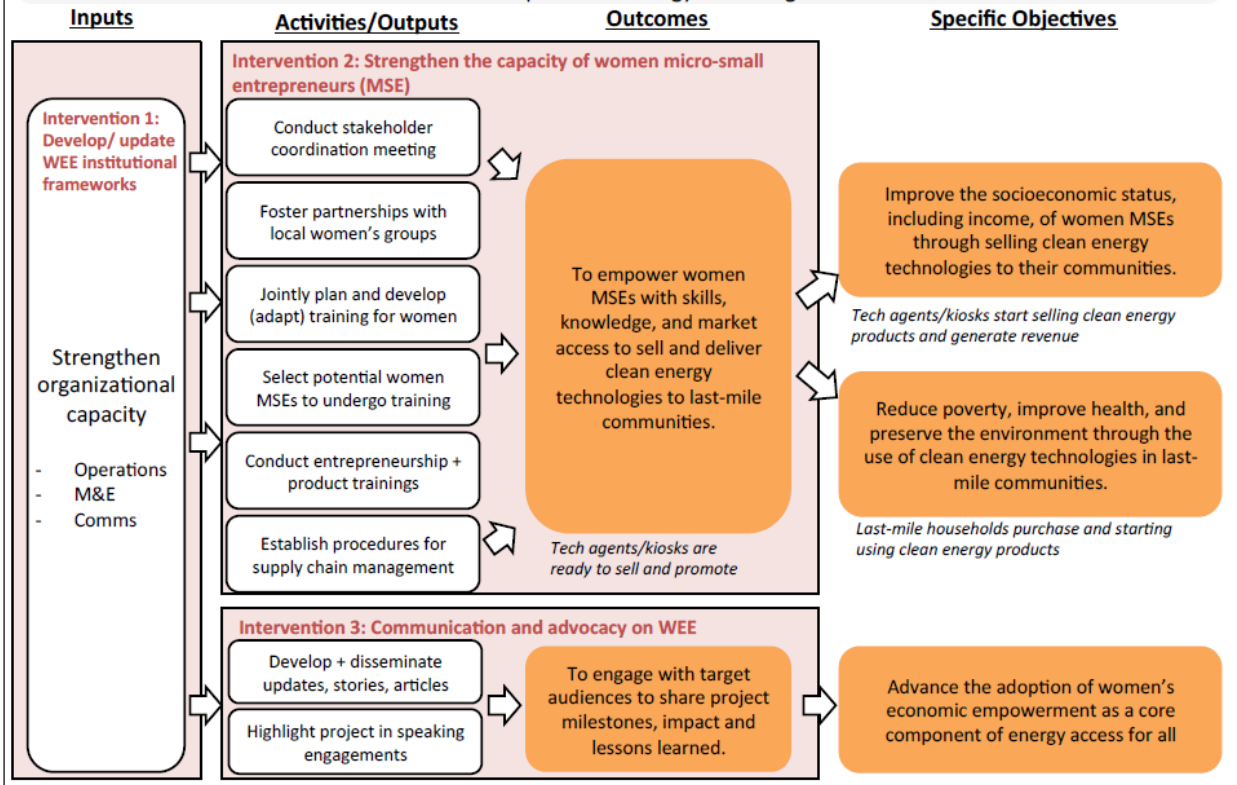 Inputs
Activities/Outputs
Outcomes
Specific Objectives
Intervention 1:
Develop/ update
WEE institutional
frameworks
Strengthen
organizational
capacity
- Operations
- M&E
- Comms
Intervention 2: Strengthen the capacity of women micro-small
entrepreneurs (MSE)
Conduct stakeholder
coordination meeting
Foster partnerships with
local women's groups
Jointly plan and develop
(adapt) training for women
Select potential women
MSEs to undergo training
Conduct entrepreneurship +
product trainings
Establish procedures for
supply chain management
To empower women
MSEs with skills,
knowledge, and market
access to sell and deliver
clean energy
technologies to last-mile
communities.
Tech agents/kiosks are
ready to sell and promote
Improve the socioeconomic status,
including income, of women MSEs
through selling clean energy
technologies to their communities.
Tech agents/kiosks start selling clean energy
products and generate revenue
Reduce poverty, improve health, and
preserve the environment through the
use of clean energy technologies in last-
mile communities.
Last-mile households purchase and starting
using clean energy products
Intervention 3: Communication and advocacy on WEE
Develop + disseminate
updates, stories, articles
Highlight project in speaking
engagements
To engage with target
audiences to share project
milestones, impact and
lessons learned.
Advance the adoption of women's
economic empowerment as a core
component of energy access for all